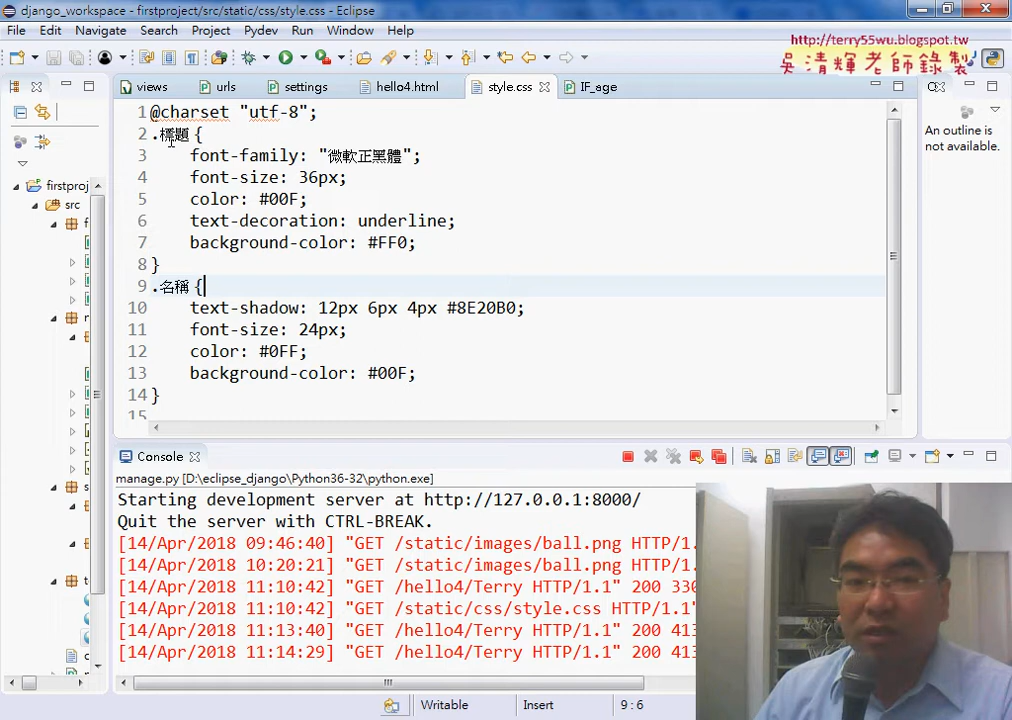 django_workspace - firstproject/src/static/css/style.css - Eclipse
File Edit Navigate Search Project Pydev Run Window Help
http://terry55wu.blogspot.tw
吳清輝老師錄製
views urls settings hello4.html style.css IF_age
An outline is
not available.
firstproj
src
1 @charset "utf-8";
2 .標題 {
3 font-family: "微軟正黑體";
4 font-size: 36px;
5 color: #00F;
6 text-decoration: underline;
7 background-color: #FF0;
8 }
9 .名稱 {
10 text-shadow: 12px 6px 4px #8E20B0;
11 font-size: 24px;
12 color: #0FF;
13 background-color: #00F;
14 }
15
Console
manage.py [D:\eclipse_django\Python36-32\python.exe]
Starting development server at http://127.0.0.1:8000/
Quit the server with CTRL-BREAK.
[14/Apr/2018 09:46:40] "GET /static/images/ball.png HTTP/1.
[14/Apr/2018 10:20:21] "GET /static/images/ball.png HTTP/1.
[14/Apr/2018 11:10:42] "GET /hello4/Terry HTTP/1.1" 200 330
[14/Apr/2018 11:10:42] "GET /static/css/style.css HTTP/1.1"
[14/Apr/2018 11:13:40] "GET /hello4/Terry HTTP/1.1" 200 413
[14/Apr/2018 11:14:29] "GET /hello4/Terry HTTP/1.1" 200 413
Writable Insert 9 : 6